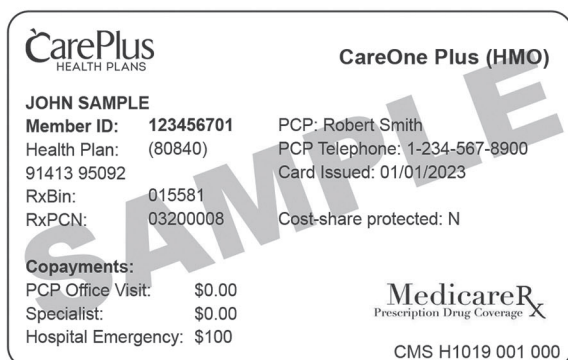 CarePlus
HEALTH PLANS
CareOne Plus (HMO)
JOHN SAMPLE
Member ID: 123456701
Health Plan: (80840)
91413 95092
RxBin: 015581
RxPCN: 03200008
PCP: Robert Smith
PCP Telephone: 1-234-567-8900
Card Issued: 01/01/2023
Cost-share protected: N
SAMPLE
Copayments:
PCP Office Visit: $0.00
Specialist: $0.00
Hospital Emergency: $100
MedicareRx
Prescription Drug Coverage
CMS H1019 001 000